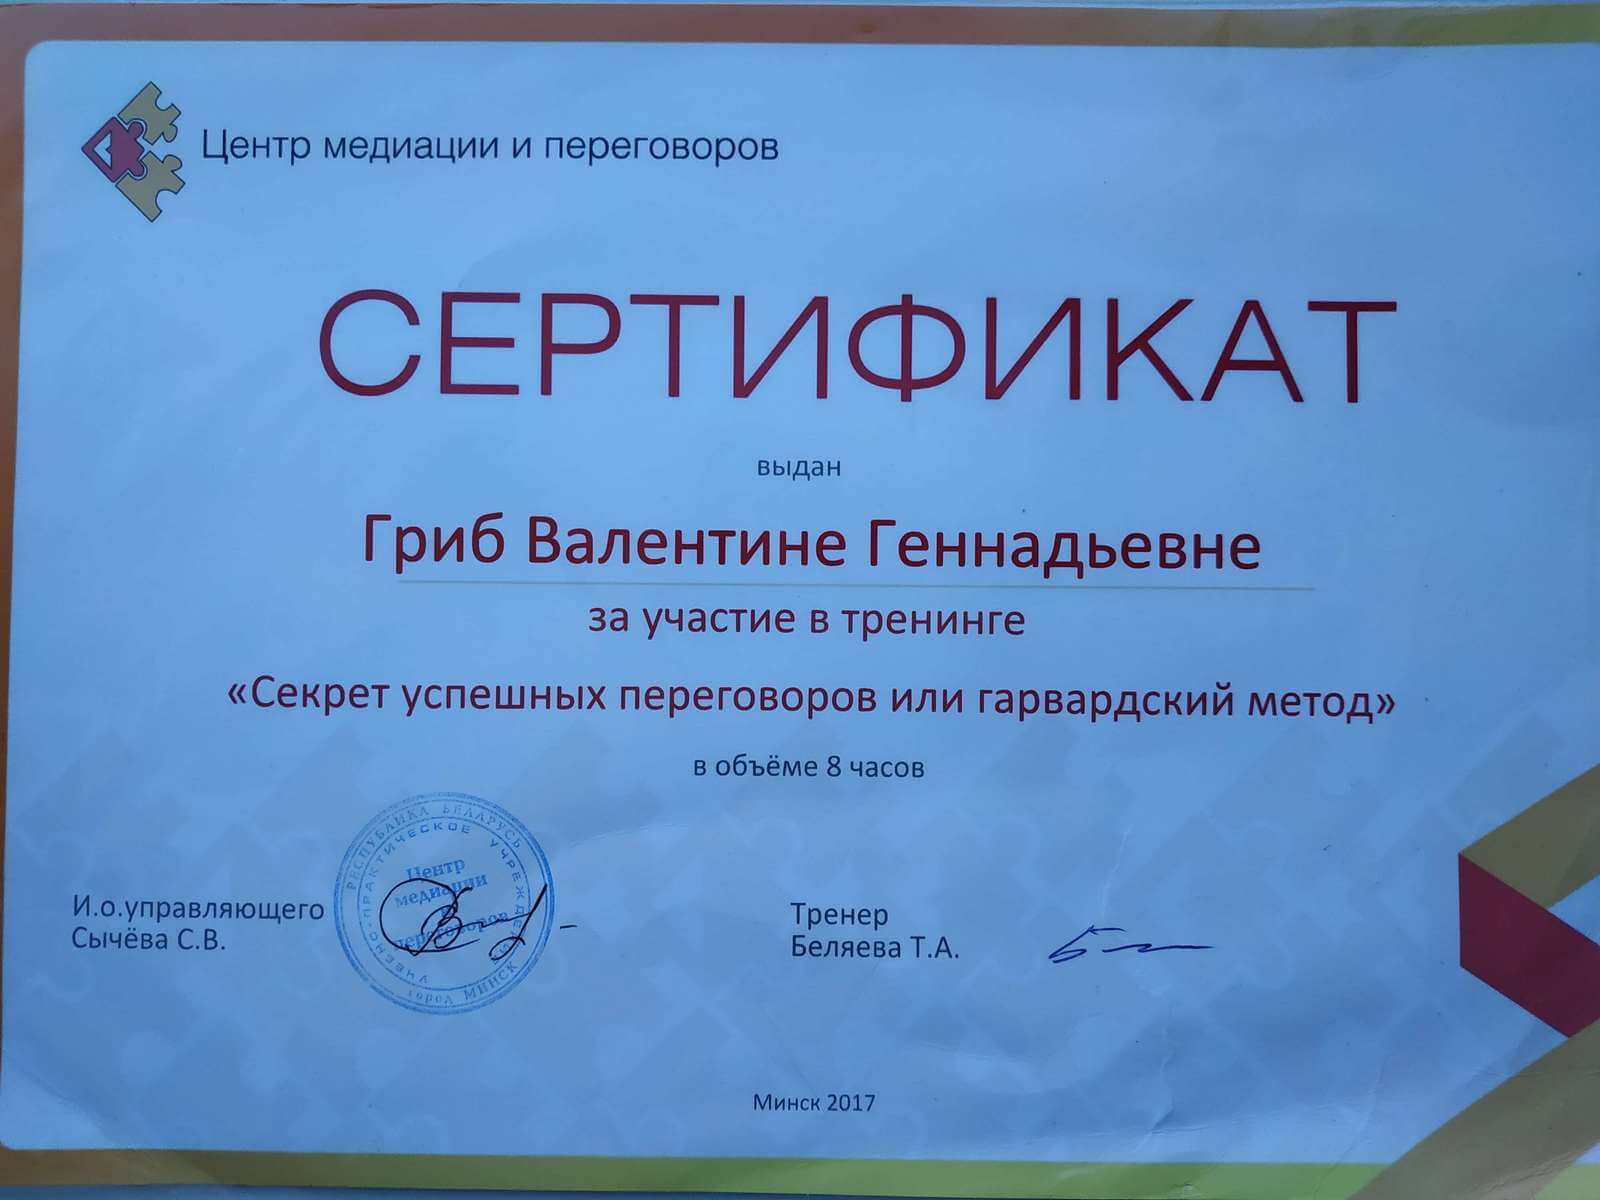 Центр медиации и переговоров
СЕРТИФИКАТ
выдан
Гриб Валентине Геннадьевне
за участие в тренинге
«Секрет успешных переговоров или гарвардский метод»
в объёме 8 часов
И.о.управляющего
Сычёва С.В.
РЕСПУБЛИКА БЕЛАРУСЬ
УЧЕБНО-ПРАКТИЧЕСКОЕ УЧРЕЖДЕНИЕ
Центр
медиации
и
переговоров
город МИНСК
Тренер
Беляева Т.А.
Минск 2017